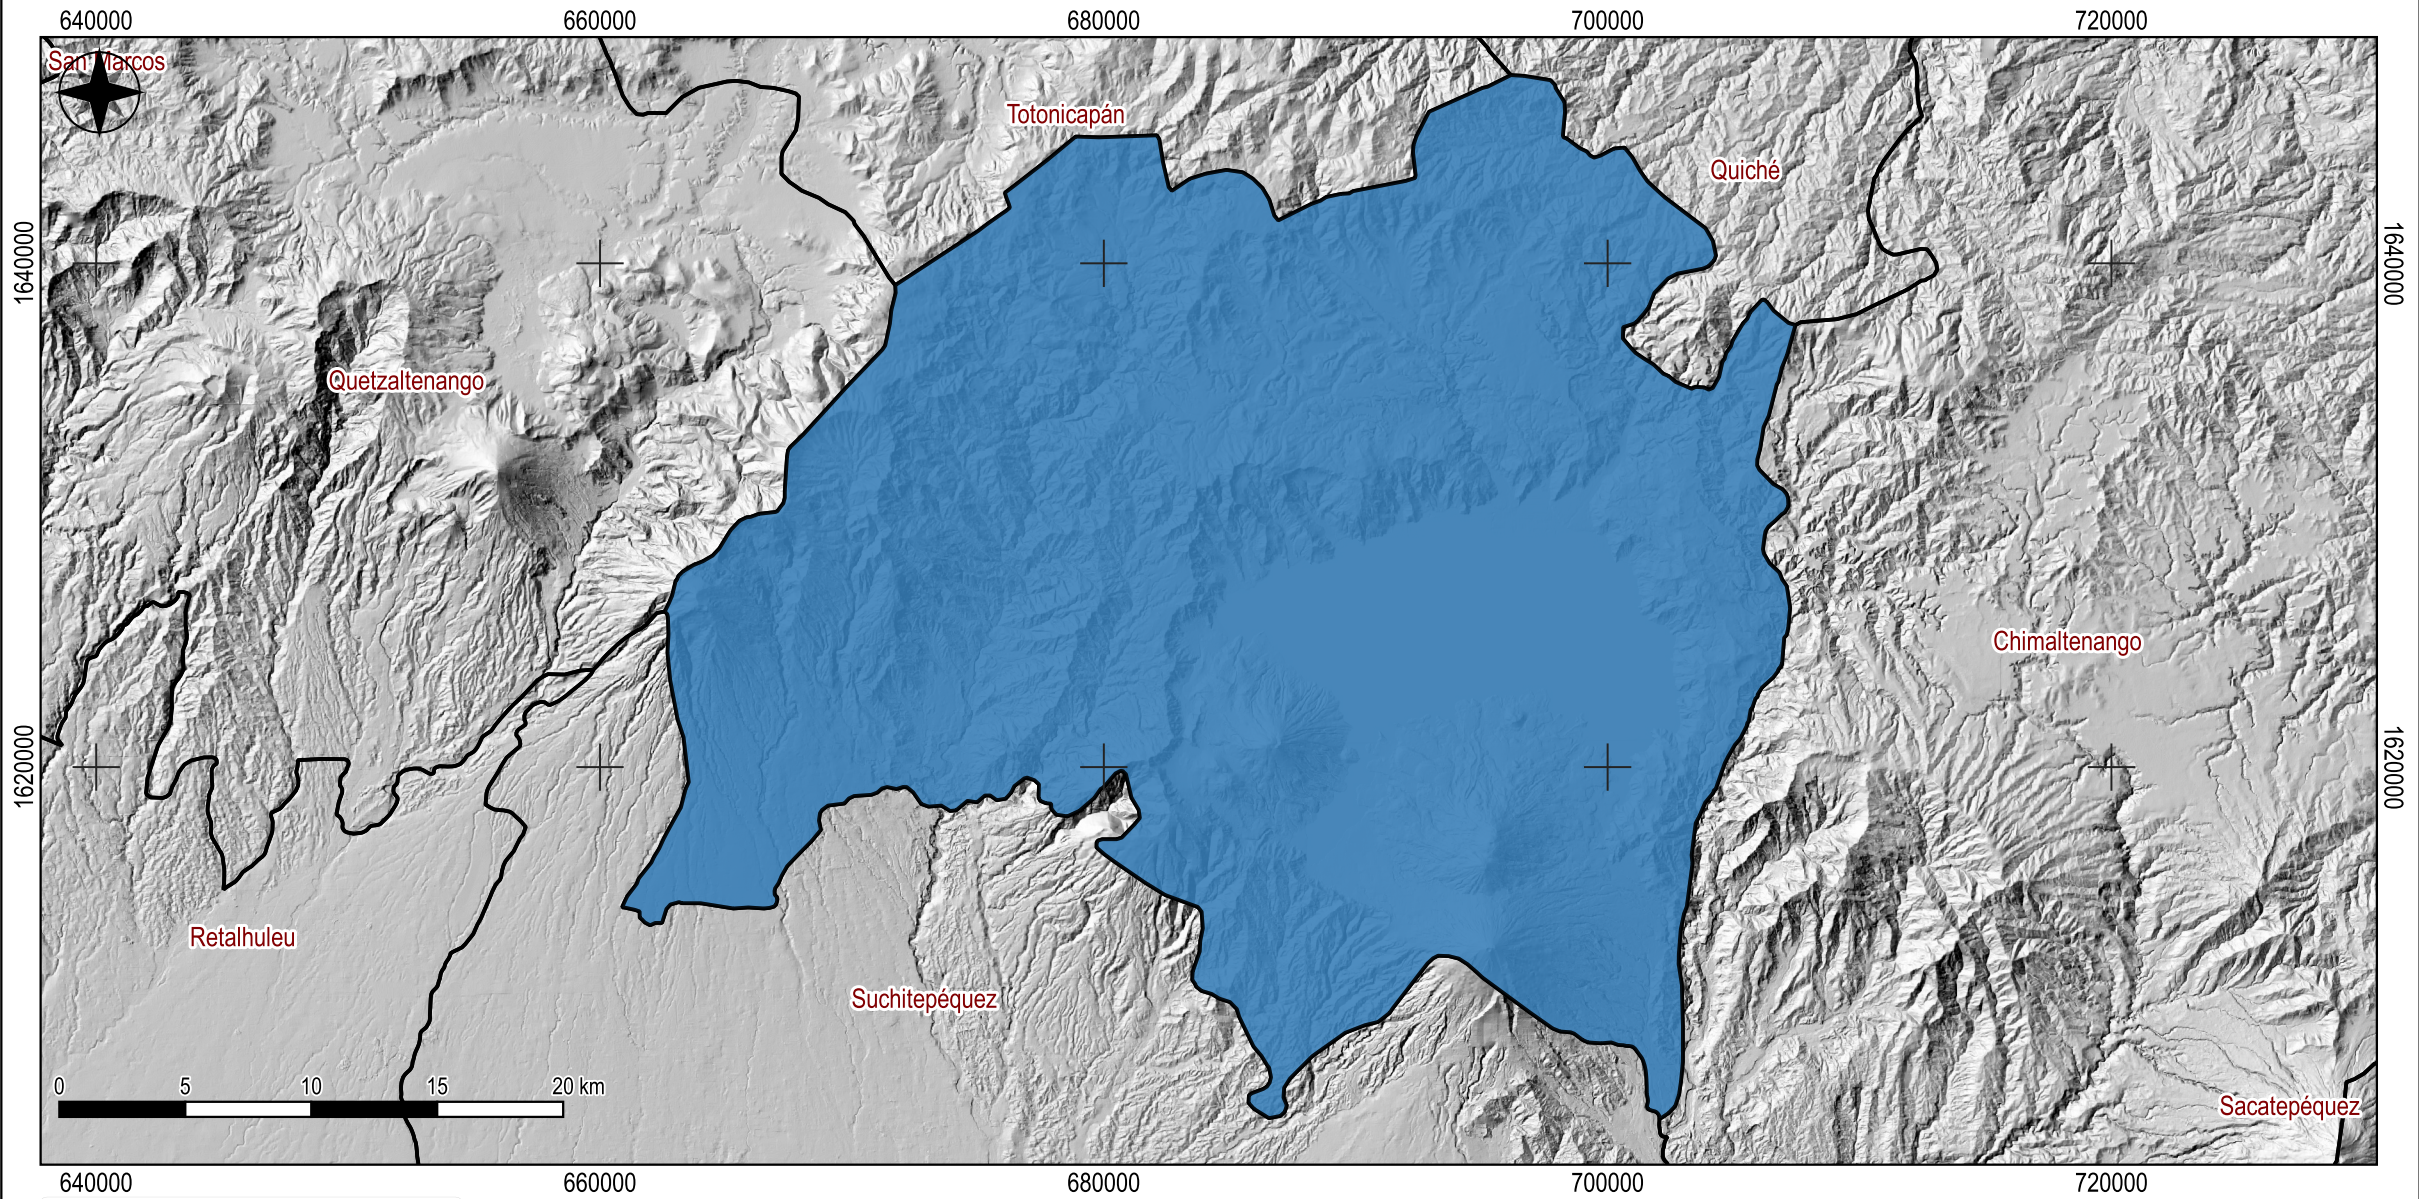 640000 660000 680000 700000 720000
San Marcos
Totonicapán
Quiché
1640000 1640000
Quetzaltenango
Chimaltenango
1620000 1620000
Retalhuleu
Suchitepéquez
0 5 10 15 20 km
Sacatepéquez
640000 660000 680000 700000 720000